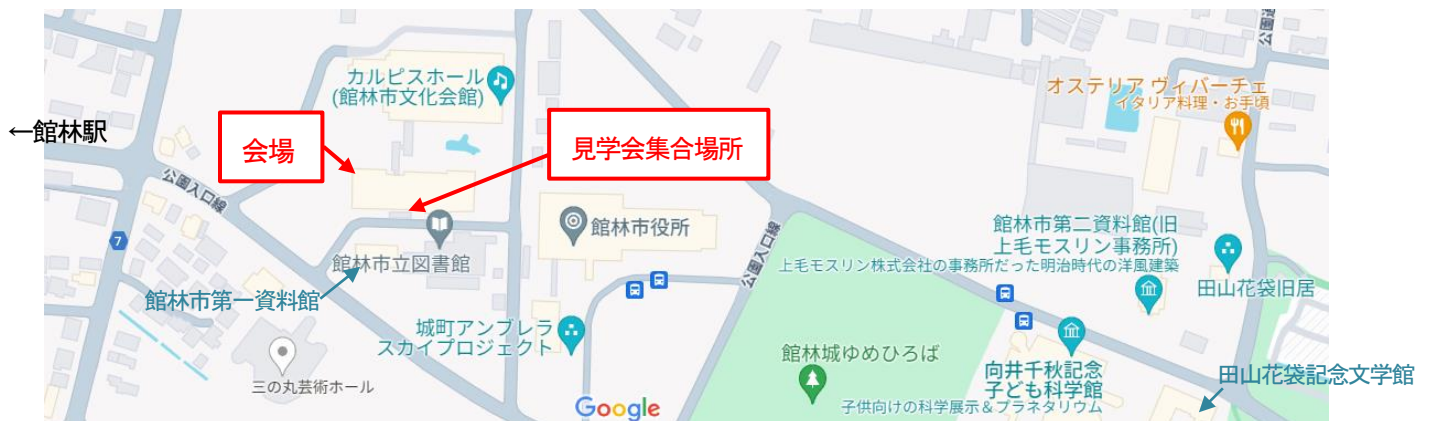 公園通
カルピスホール
(館林市文化会館)
オステリア ヴィバーチェ
イタリア料理・お手頃
←館林駅
会場
見学会集合場所
公園入口線
7
館林市役所
館林市立図書館
館林市第一資料館
公園入口線
館林市第二資料館(旧
上毛モスリン事務所)
上毛モスリン株式会社の事務所だった明治時代の洋風建築
田山花袋旧居
城町アンブレラ
スカイプロジェクト
三の丸芸術ホール
館林城ゆめひろば
向井千秋記念
子ども科学館
子供向けの科学展示＆プラネタリウム
田山花袋記念文学館
Google